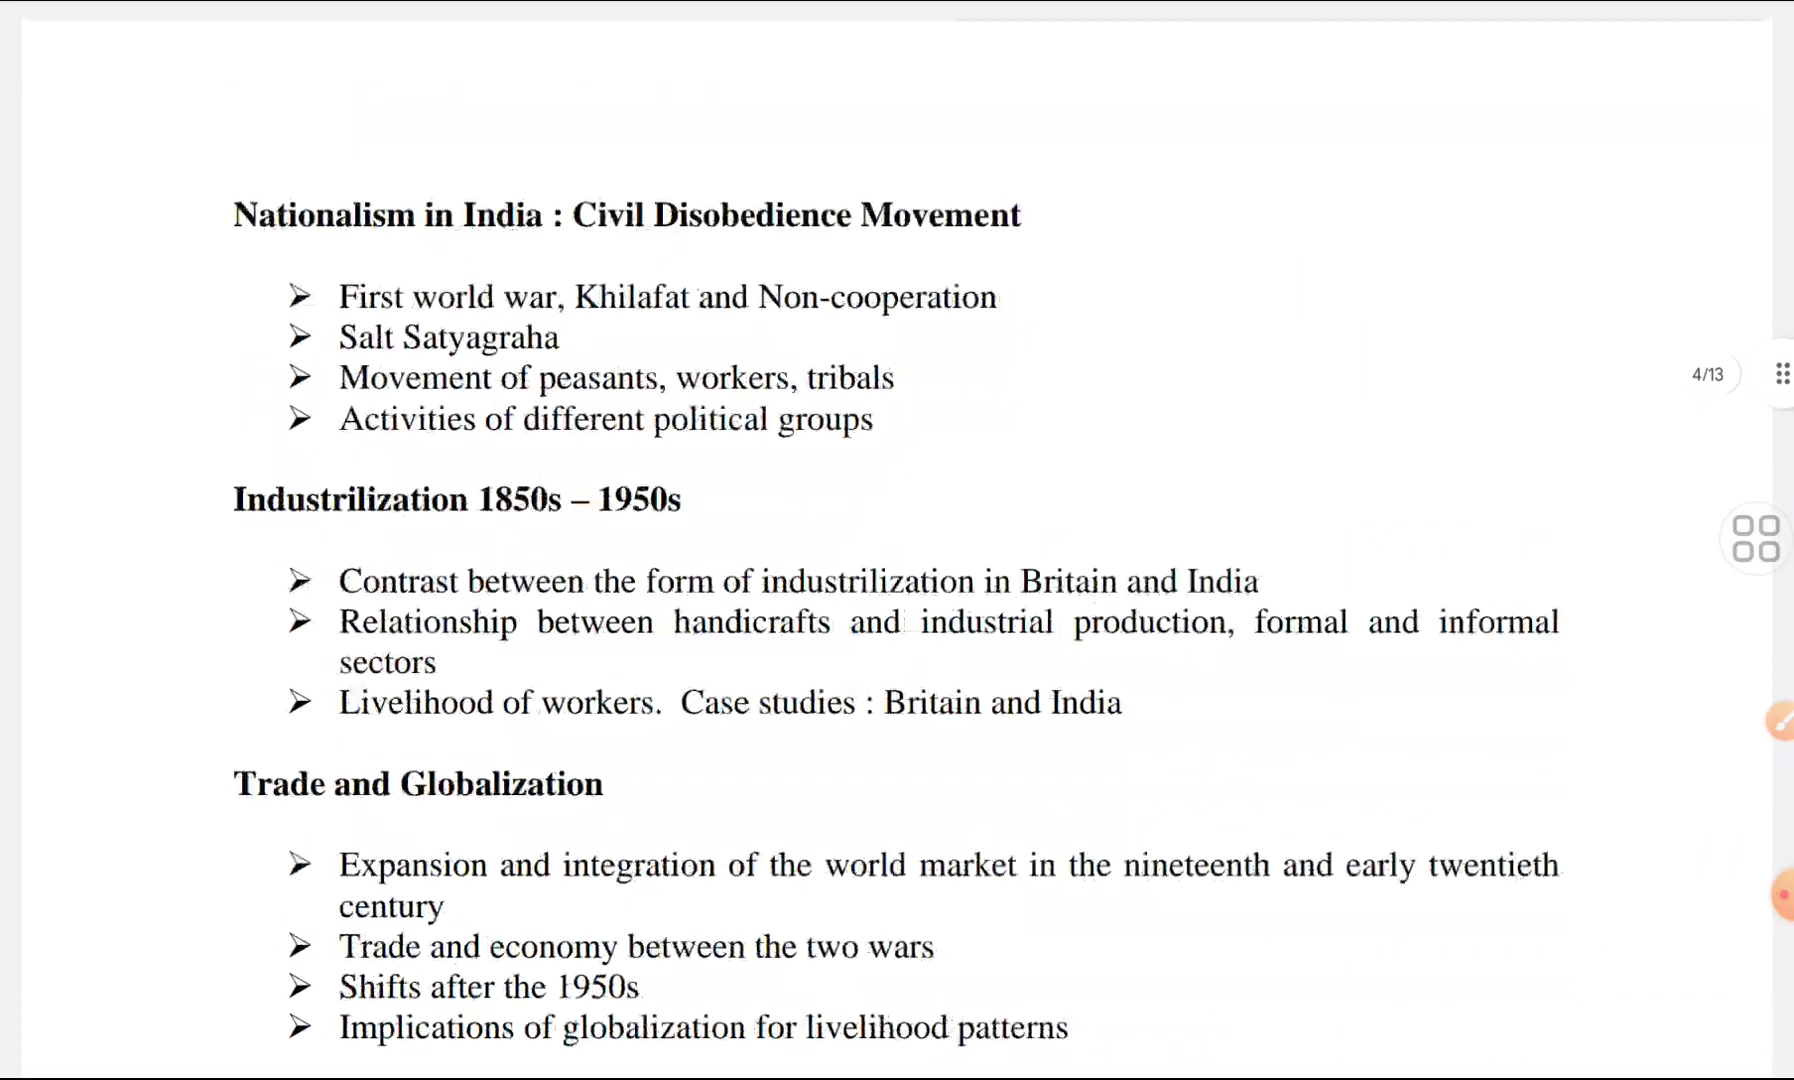 Nationalism in India : Civil Disobedience Movement
➢ First world war, Khilafat and Non-cooperation
➢ Salt Satyagraha
➢ Movement of peasants, workers, tribals
➢ Activities of different political groups
4/13
Industrilization 1850s – 1950s
➢ Contrast between the form of industrilization in Britain and India
➢ Relationship between handicrafts and industrial production, formal and informal
sectors
➢ Livelihood of workers. Case studies : Britain and India
Trade and Globalization
➢ Expansion and integration of the world market in the nineteenth and early twentieth
century
➢ Trade and economy between the two wars
➢ Shifts after the 1950s
➢ Implications of globalization for livelihood patterns